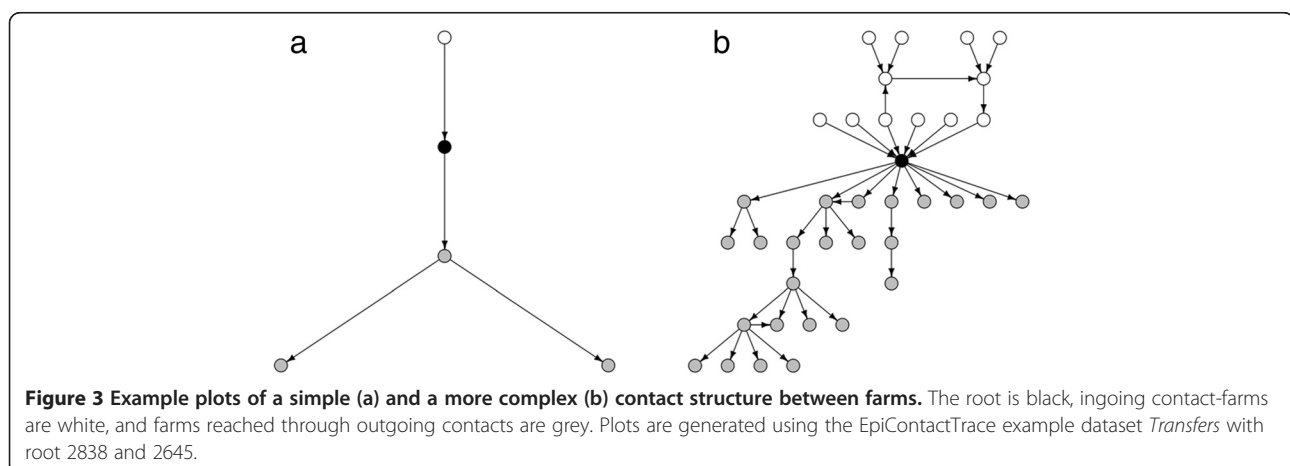 a
b
Figure 3 Example plots of a simple (a) and a more complex (b) contact structure between farms. The root is black, ingoing contact-farms
are white, and farms reached through outgoing contacts are grey. Plots are generated using the EpiContactTrace example dataset Transfers with
root 2838 and 2645.